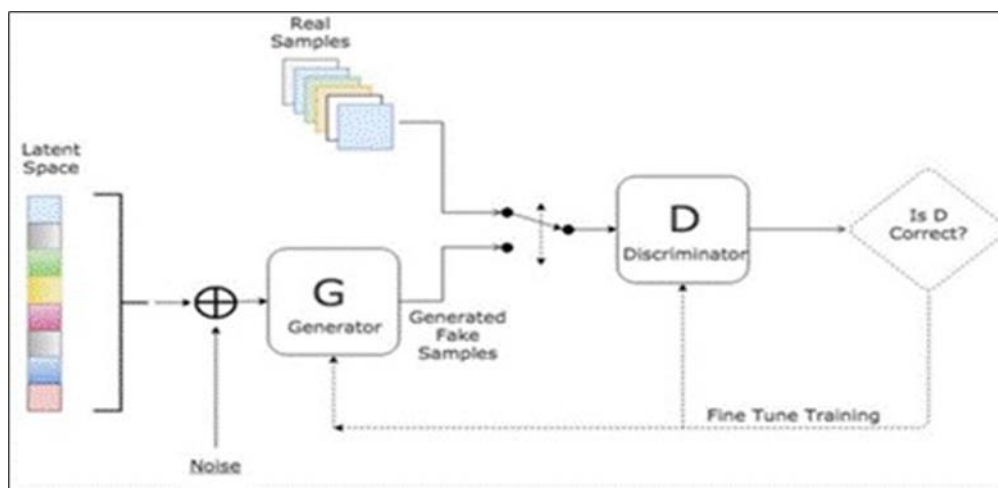 Real
Samples
Latent
Space
G
Generator
Generated
Fake
Samples
Noise
D
Discriminator
Is D
Correct?
Fine Tune Training